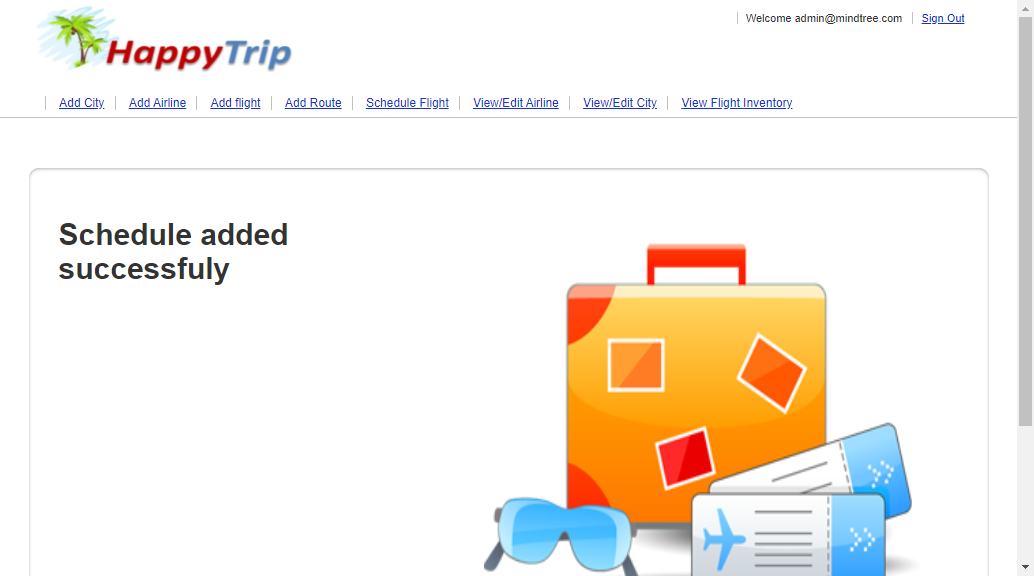 Welcome admin@mindtree.com Sign Out
HappyTrip
Add City Add Airline Add flight Add Route Schedule Flight View/Edit Airline View/Edit City View Flight Inventory
Schedule added
successfuly